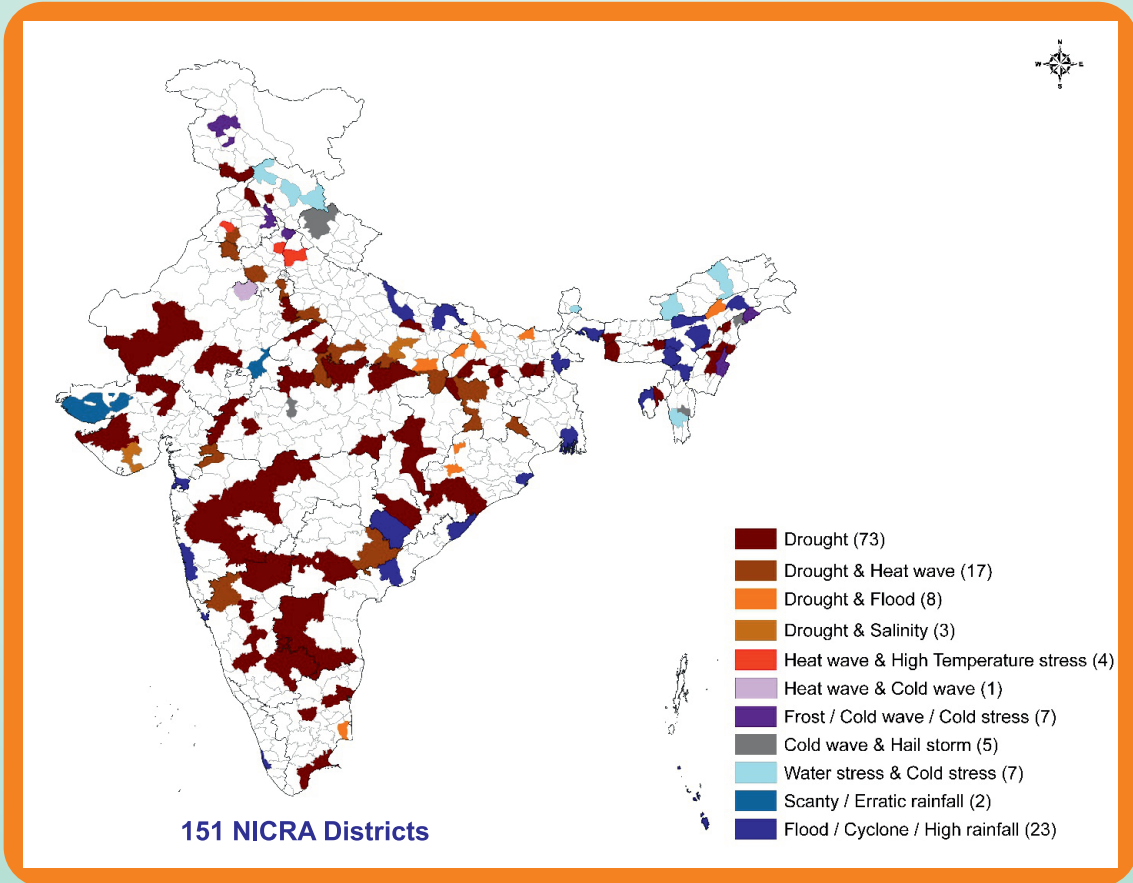 N
W E
S
Drought (73)
Drought & Heat wave (17)
Drought & Flood (8)
Drought & Salinity (3)
Heat wave & High Temperature stress (4)
Heat wave & Cold wave (1)
Frost / Cold wave / Cold stress (7)
Cold wave & Hail storm (5)
Water stress & Cold stress (7)
Scanty / Erratic rainfall (2)
Flood / Cyclone / High rainfall (23)
151 NICRA Districts